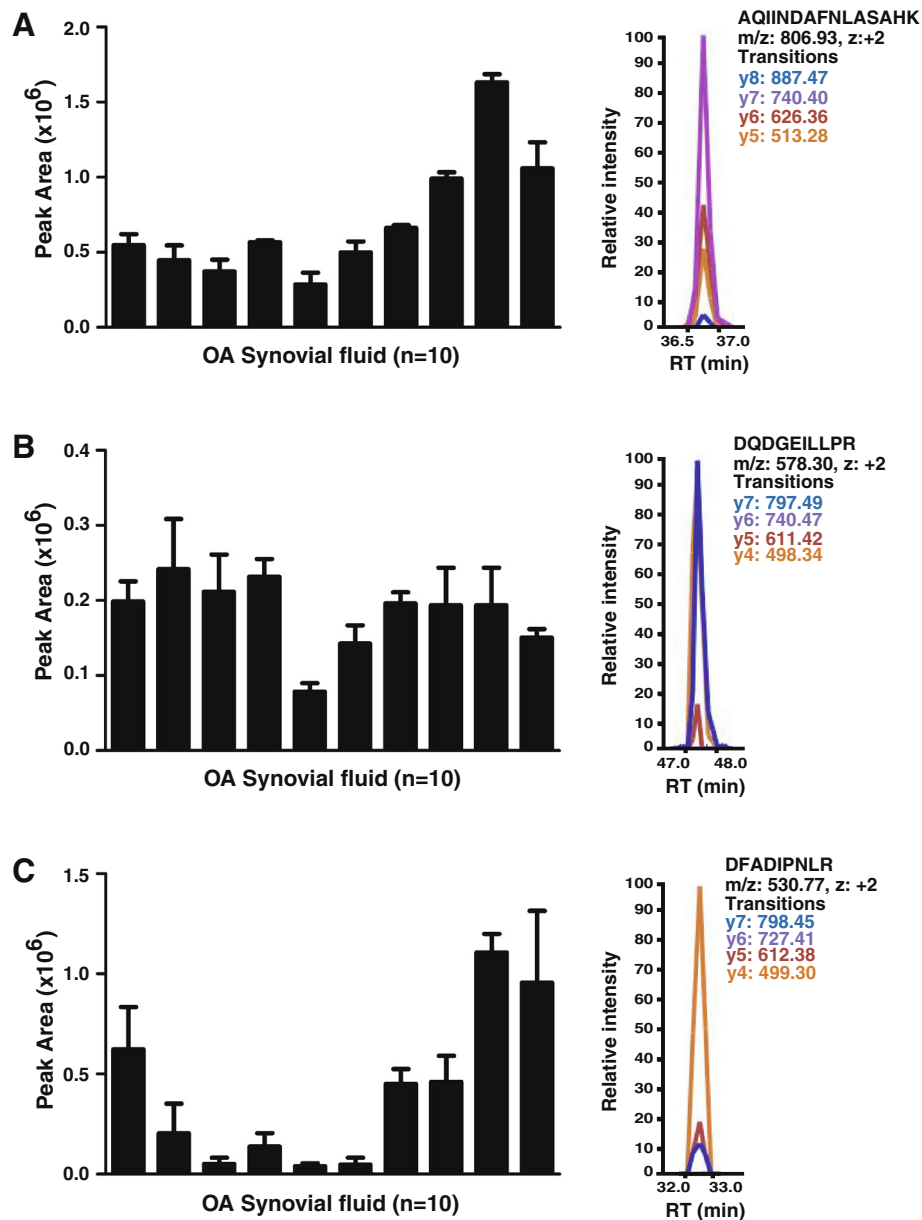 A
Peak Area (x10^6)
2.0
1.5
1.0
0.5
0.0
OA Synovial fluid (n=10)
Relative intensity
100
90
80
70
60
50
40
30
20
10
0
36.5 37.0
RT (min)
AQIINDAFNLASAHK
m/z: 806.93, z:+2
Transitions
y8: 887.47
y7: 740.40
y6: 626.36
y5: 513.28
B
Peak Area (x10^6)
0.4
0.3
0.2
0.1
0.0
OA Synovial fluid (n=10)
Relative intensity
100
90
80
70
60
50
40
30
20
10
0
47.0 48.0
RT (min)
DQDGEILLPR
m/z: 578.30, z: +2
Transitions
y7: 797.49
y6: 740.47
y5: 611.42
y4: 498.34
C
Peak Area (x10^6)
1.5
1.0
0.5
0.0
OA Synovial fluid (n=10)
Relative intensity
100
90
80
70
60
50
40
30
20
10
0
32.0 33.0
RT (min)
DFADIPNLR
m/z: 530.77, z: +2
Transitions
y7: 798.45
y6: 727.41
y5: 612.38
y4: 499.30